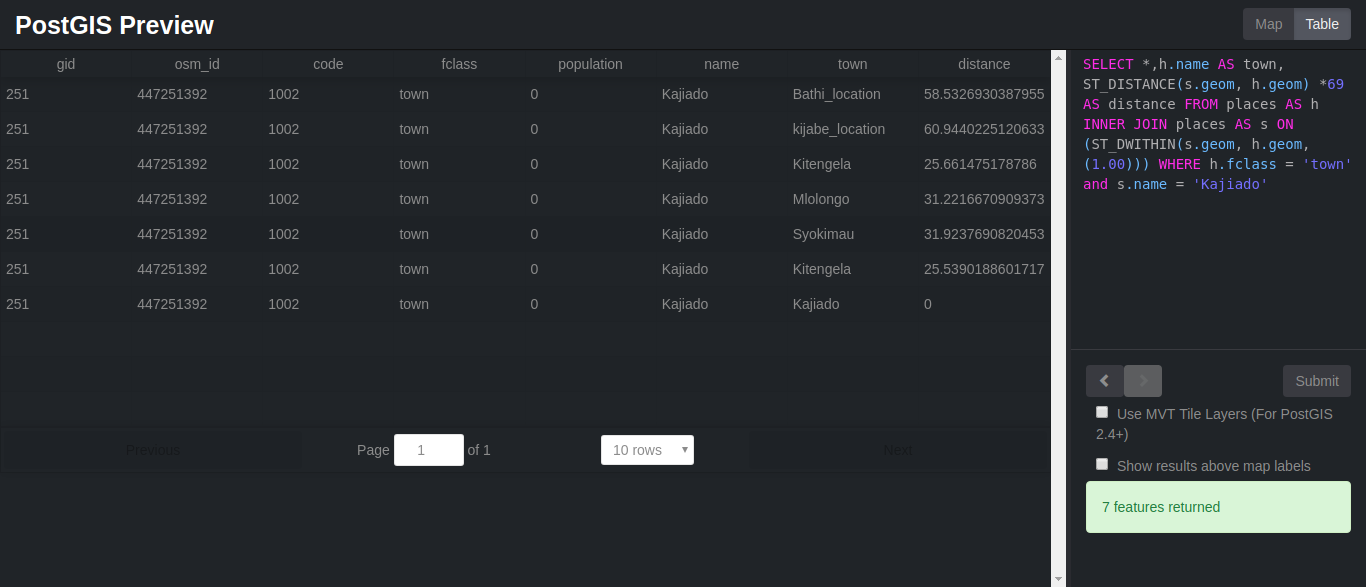 PostGIS Preview
Map Table
gid osm_id code fclass population name town distance
251 447251392 1002 town 0 Kajiado Bathi_location 58.5326930387955
251 447251392 1002 town 0 Kajiado kijabe_location 60.9440225120633
251 447251392 1002 town 0 Kajiado Kitengela 25.661475178786
251 447251392 1002 town 0 Kajiado Mlolongo 31.2216670909373
251 447251392 1002 town 0 Kajiado Syokimau 31.9237690820453
251 447251392 1002 town 0 Kajiado Kitengela 25.5390188601717
251 447251392 1002 town 0 Kajiado Kajiado 0
Previous Page 1 of 1 10 rows Next
SELECT *,h.name AS town,
ST_DISTANCE(s.geom, h.geom) *69
AS distance FROM places AS h
INNER JOIN places AS s ON
(ST_DWITHIN(s.geom, h.geom,
(1.00))) WHERE h.fclass = 'town'
and s.name = 'Kajiado'
Submit
Use MVT Tile Layers (For PostGIS
2.4+)
Show results above map labels
7 features returned